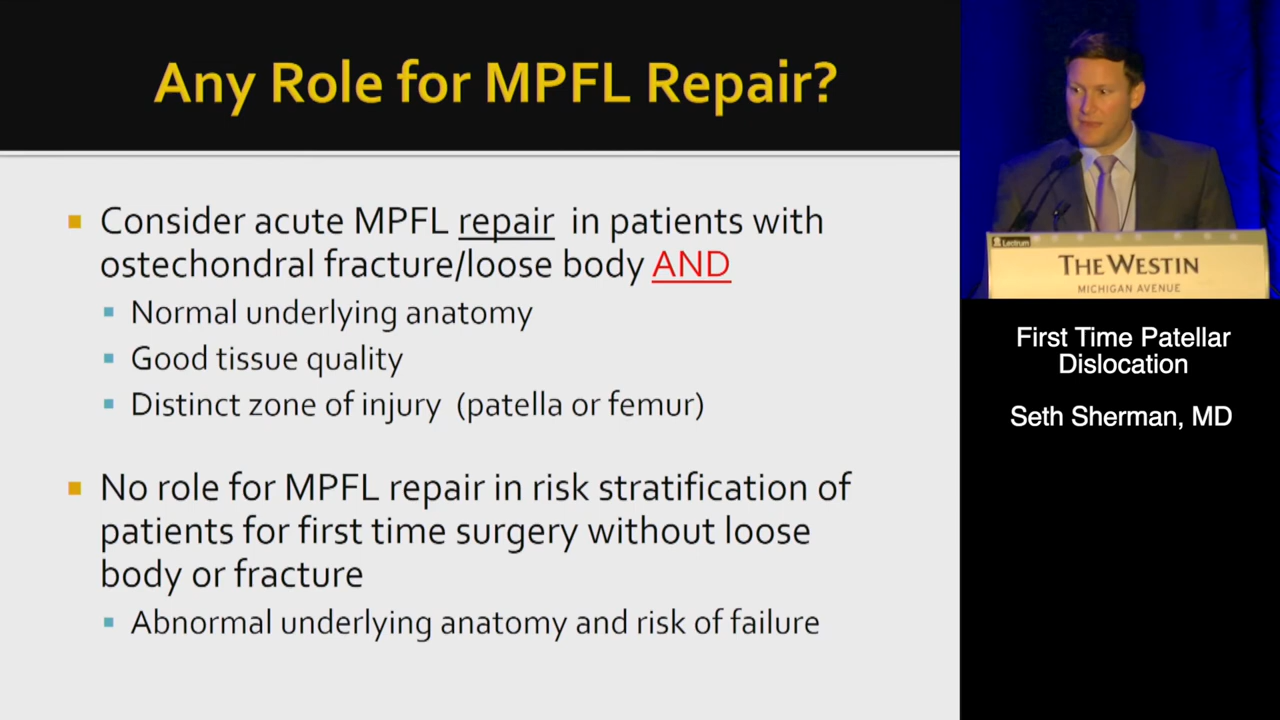 Any Role for MPFL Repair?
Consider acute MPFL repair in patients with
ostechondral fracture/loose body AND
Normal underlying anatomy
Good tissue quality
Distinct zone of injury (patella or femur)
No role for MPFL repair in risk stratification of
patients for first time surgery without loose
body or fracture
Abnormal underlying anatomy and risk of failure
Lectrum
THE WESTIN
MICHIGAN AVENUE
First Time Patellar
Dislocation
Seth Sherman, MD